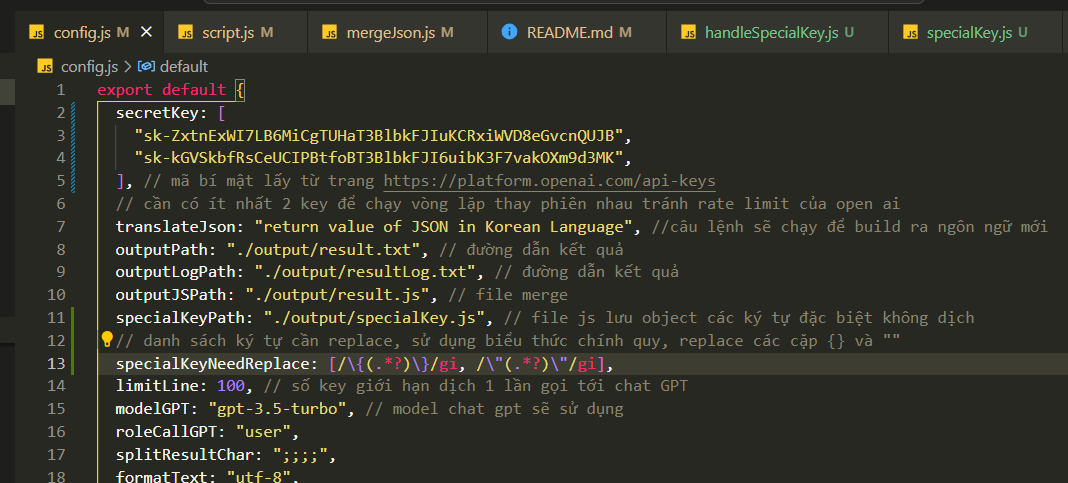 config.js M
script.js M
mergeJson.js M
README.md M
handleSpecialKey.js U
specialKey.js U
config.js > default
1 export default {
2 secretKey: [
3 "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",
4 "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",
5 ], // mã bí mật lấy từ trang https://platform.openai.com/api-keys
6 // cần có ít nhất 2 key để chạy vòng lặp thay phiên nhau tránh rate limit của open ai
7 translateJson: "return value of JSON in Korean Language", //câu lệnh sẽ chạy để build ra ngôn ngữ mới
8 outputPath: "./output/result.txt", // đường dẫn kết quả
9 outputLogPath: "./output/resultLog.txt", // đường dẫn kết quả
10 outputJSPath: "./output/result.js", // file merge
11 specialKeyPath: "./output/specialKey.js", // file js lưu object các ký tự đặc biệt không dịch
12 // danh sách ký tự cần replace, sử dụng biểu thức chính quy, replace các cặp {} và ""
13 specialKeyNeedReplace: [/\{(.*?)\}/gi, /\"(.*?)\"/gi],
14 limitLine: 100, // số key giới hạn dịch 1 lần gọi tới chat GPT
15 modelGPT: "gpt-3.5-turbo", // model chat gpt sẽ sử dụng
16 roleCallGPT: "user",
17 splitResultChar: ";;;;",
18 formatText: "utf-8",